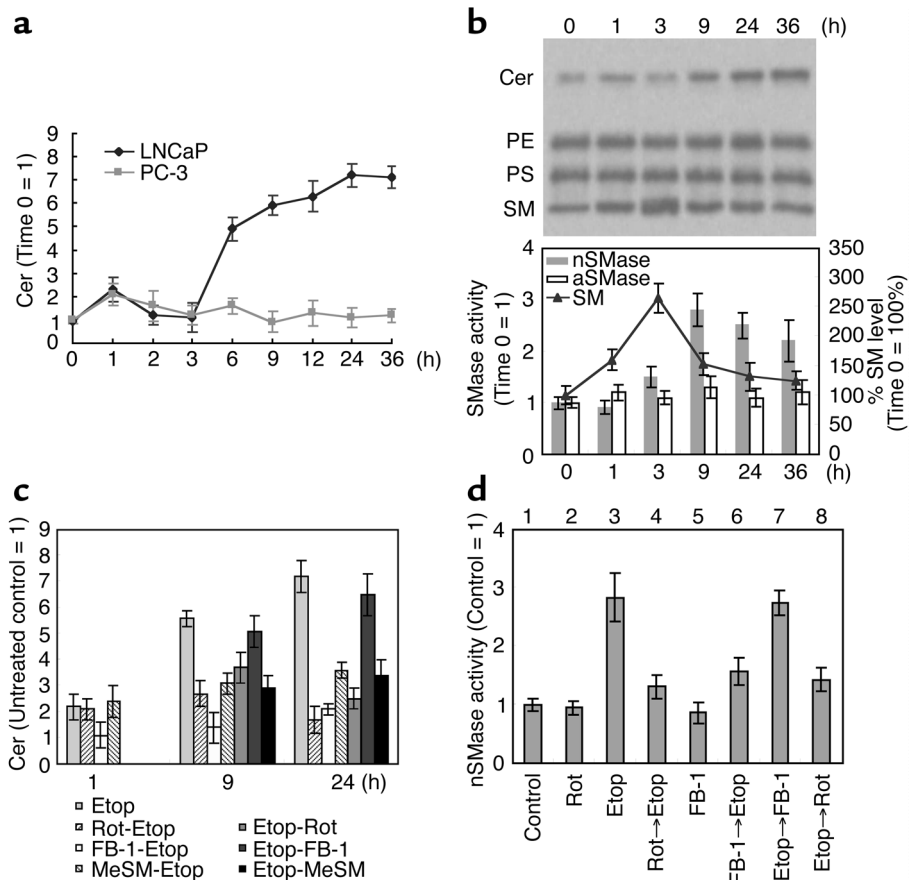 a
9
8
7
6
5
4
3
2
1
0
Cer (Time 0 = 1)
LNCaP
PC-3
0 1 2 3 6 9 12 24 36 (h)
b
0 1 3 9 24 36 (h)
Cer
PE
PS
SM
4
3
2
1
0
SMase activity
(Time 0 = 1)
nSMase
aSMase
SM
350
300
250
200
150
100
50
0
% SM level
(Time 0 = 100%)
0 1 3 9 24 36 (h)
c
9
8
7
6
5
4
3
2
1
0
Cer (Untreated control = 1)
1 9 24 (h)
Etop
Rot-Etop
FB-1-Etop
MeSM-Etop
Etop-Rot
Etop-FB-1
Etop-MeSM
d
1 2 3 4 5 6 7 8
4
3
2
1
0
nSMase activity (Control = 1)
Control
Rot
Etop
Rot→Etop
FB-1
FB-1→Etop
Etop→FB-1
Etop→Rot